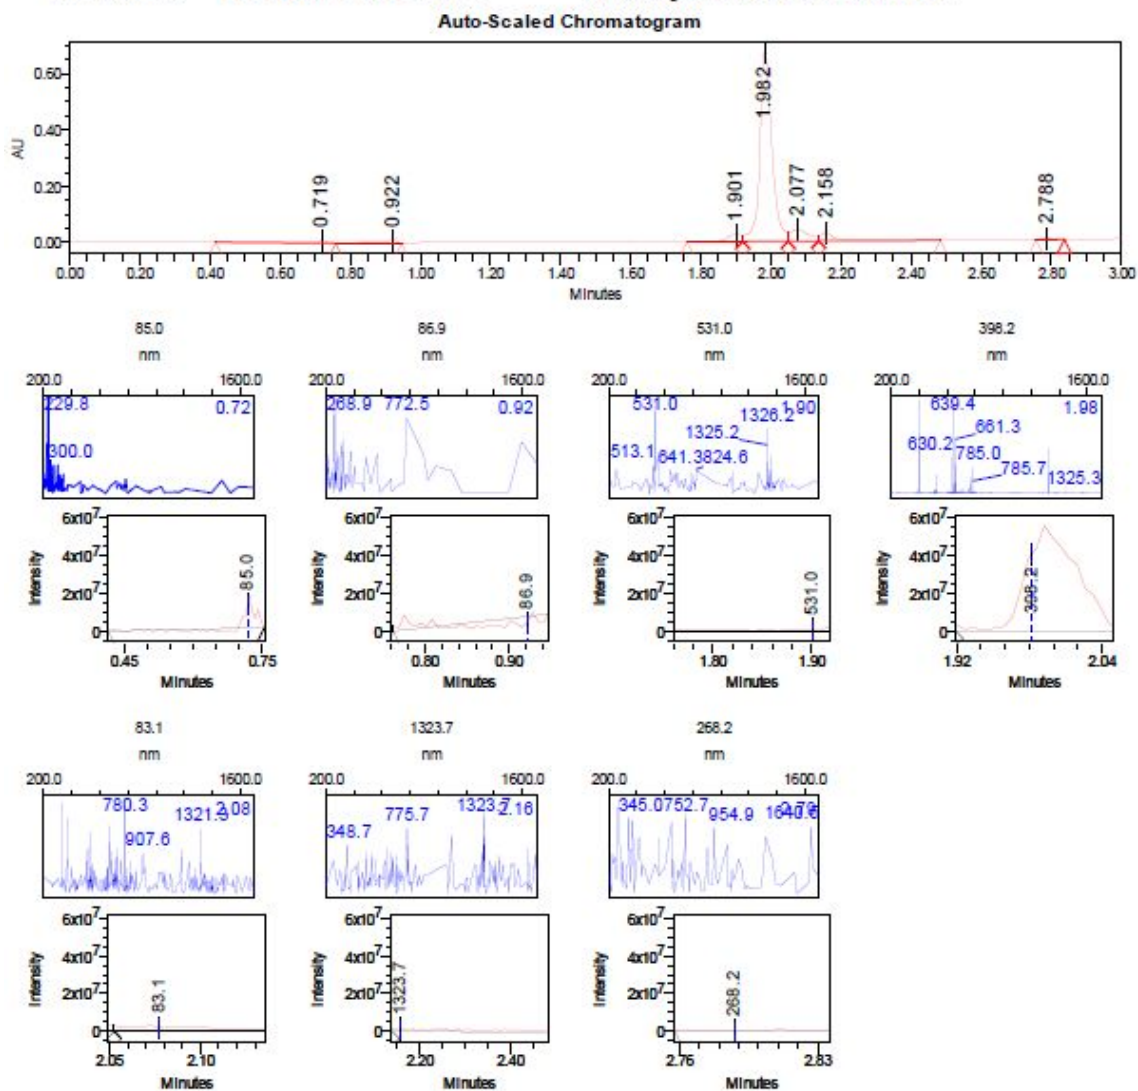 Auto-Scaled Chromatogram
AU
0.60
0.40
0.20
0.00
0.719
0.922
1.901
1.982
2.077
2.158
2.788
0.00 0.20 0.40 0.60 0.80 1.00 1.20 1.40 1.60 1.80 2.00 2.20 2.40 2.60 2.80 3.00
Minutes
85.0 86.9 531.0 398.2
nm nm nm nm
200.0 1600.0 200.0 1600.0 200.0 1600.0 200.0 1600.0
229.8 0.72
300.0
268.9 772.5 0.92
531.0 1326.2 1.90
1325.2
513.1 641.3 824.6
639.4 1.98
630.2 661.3
785.0 785.7
1325.3
6x10⁷ 6x10⁷ 6x10⁷ 6x10⁷
4x10⁷ 4x10⁷ 4x10⁷ 4x10⁷
2x10⁷ 2x10⁷ 2x10⁷ 2x10⁷
0 0 0 0
Intensity Intensity Intensity Intensity
85.0 86.9 531.0 398.2
0.45 0.75 0.80 0.90 1.80 1.90 1.92 2.04
Minutes Minutes Minutes Minutes
83.1 1323.7 268.2
nm nm nm
200.0 1600.0 200.0 1600.0 200.0 1600.0
780.3 1321.3 2.08
907.6
348.7 775.7 1323.7 2.16
345.0 752.7 954.9 2.79
6x10⁷ 6x10⁷ 6x10⁷
4x10⁷ 4x10⁷ 4x10⁷
2x10⁷ 2x10⁷ 2x10⁷
0 0 0
Intensity Intensity Intensity
83.1 1323.7 268.2
2.05 2.10 2.20 2.40 2.76 2.83
Minutes Minutes Minutes